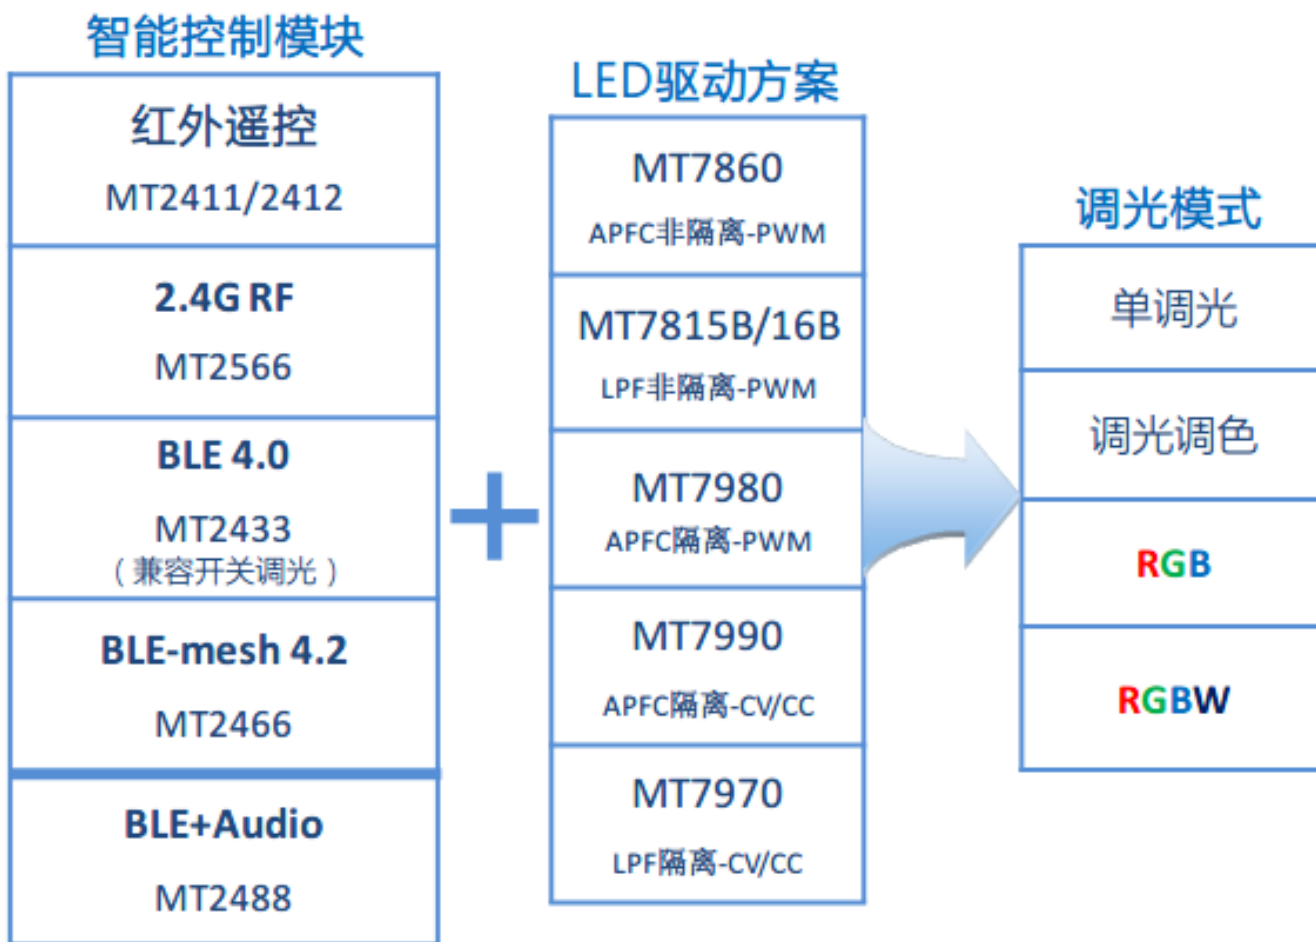 智能控制模块
红外遥控
MT2411/2412
2.4G RF
MT2566
BLE 4.0
MT2433
（兼容开关调光）
BLE-mesh 4.2
MT2466
BLE+Audio
MT2488
+
LED驱动方案
MT7860
APFC非隔离-PWM
MT7815B/16B
LPF非隔离-PWM
MT7980
APFC隔离-PWM
MT7990
APFC隔离-CV/CC
MT7970
LPF隔离-CV/CC
调光模式
单调光
调光调色
RGB
RGBW